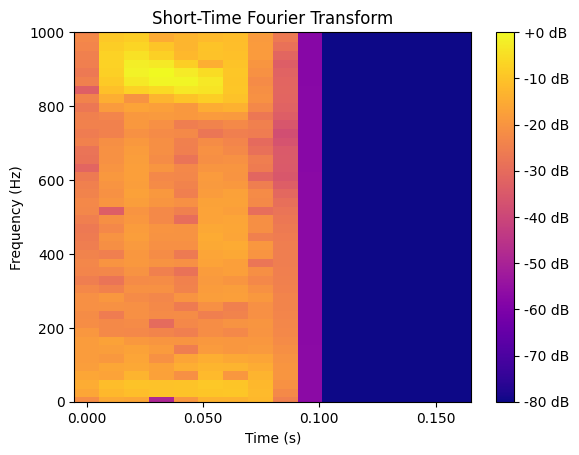 Short-Time Fourier Transform
1000
800
600
400
200
0
Frequency (Hz)
0.000
0.050
0.100
0.150
Time (s)
+0 dB
-10 dB
-20 dB
-30 dB
-40 dB
-50 dB
-60 dB
-70 dB
-80 dB